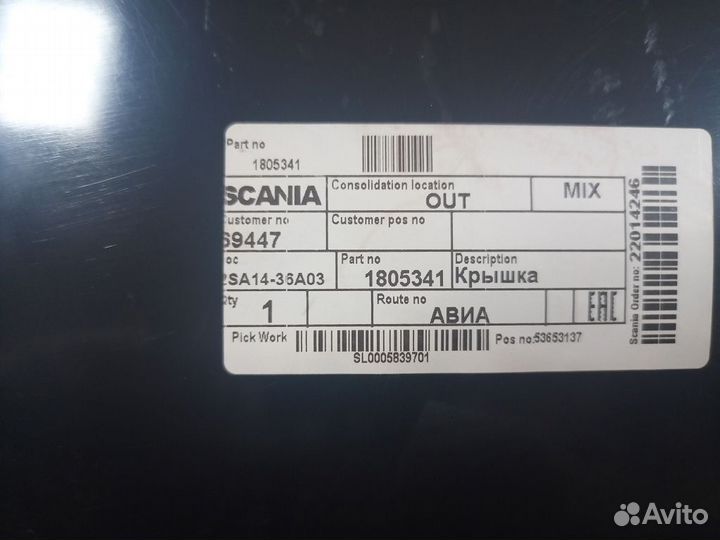 Part no
1805341
SCANIA
Consolidation location
OUT
MIX
Customer no
69447
Customer pos no
oc
2SA14-36A03
Part no
1805341
Description
Крышка
Qty
1
Route no
АВИА
EAC
Pick Work
SL0005839701
Pos no:53653137
Scania Order no: 22014246
Avito